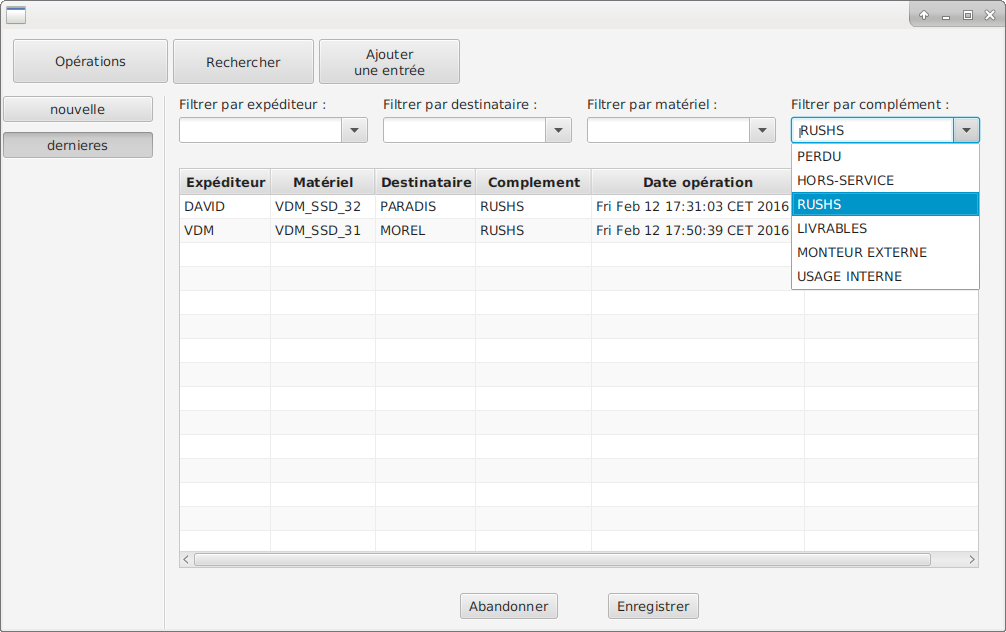 Opérations
Rechercher
Ajouter
une entrée
nouvelle
dernieres
Filtrer par expéditeur :
Filtrer par destinataire :
Filtrer par matériel :
Filtrer par complément :
RUSHS
PERDU
HORS-SERVICE
RUSHS
LIVRABLES
MONTEUR EXTERNE
USAGE INTERNE
Expéditeur Matériel Destinataire Complement Date opération
DAVID VDM_SSD_32 PARADIS RUSHS Fri Feb 12 17:31:03 CET 2016
VDM VDM_SSD_31 MOREL RUSHS Fri Feb 12 17:50:39 CET 2016
Abandonner Enregistrer